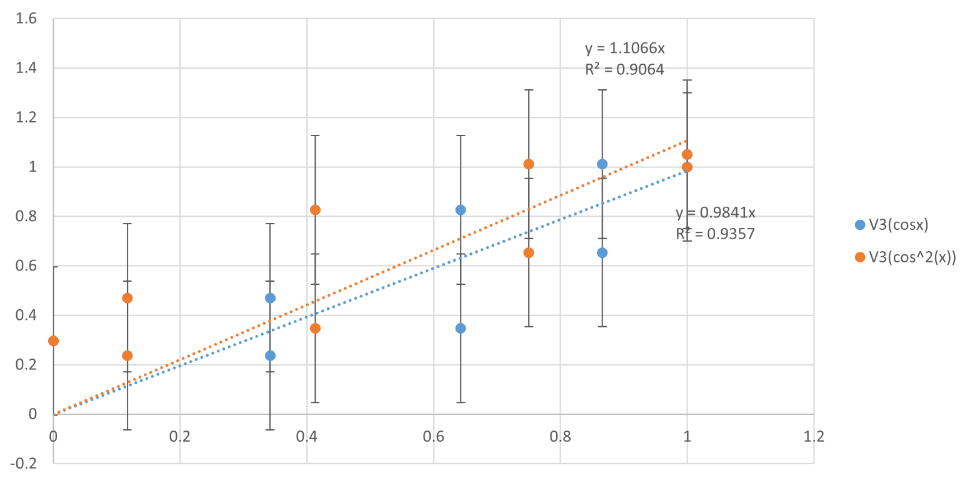 1.6
1.4
1.2
1
0.8
0.6
0.4
0.2
0
-0.2
0 0.2 0.4 0.6 0.8 1 1.2
y = 1.1066x
R² = 0.9064
y = 0.9841x
R² = 0.9357
V3(cosx)
V3(cos^2(x))